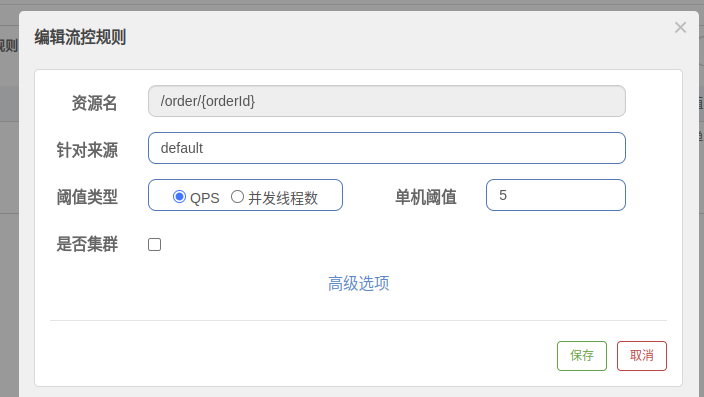 编辑流控规则
×
规则
资源名 /order/{orderId}
针对来源 default
阈值类型 QPS 并发线程数 单机阈值 5
是否集群
高级选项
保存 取消